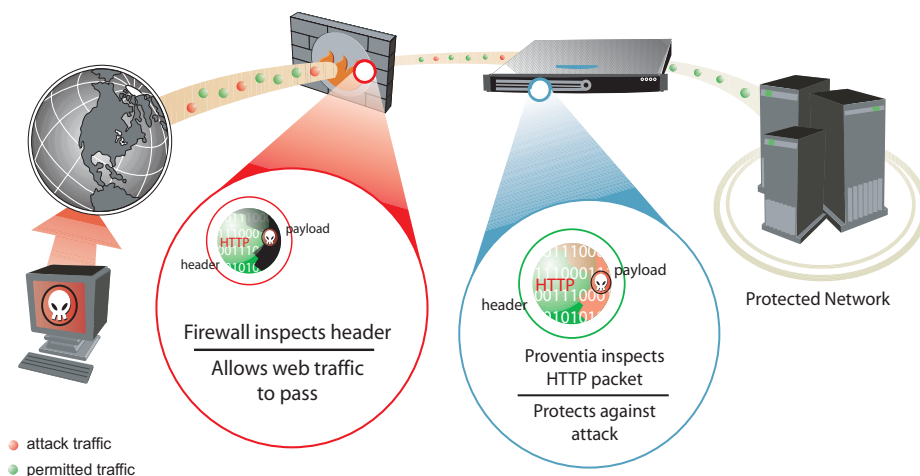 HTTP
payload
header
Firewall inspects header
Allows web traffic
to pass
HTTP
payload
header
Proventia inspects
HTTP packet
Protects against
attack
Protected Network
attack traffic
permitted traffic